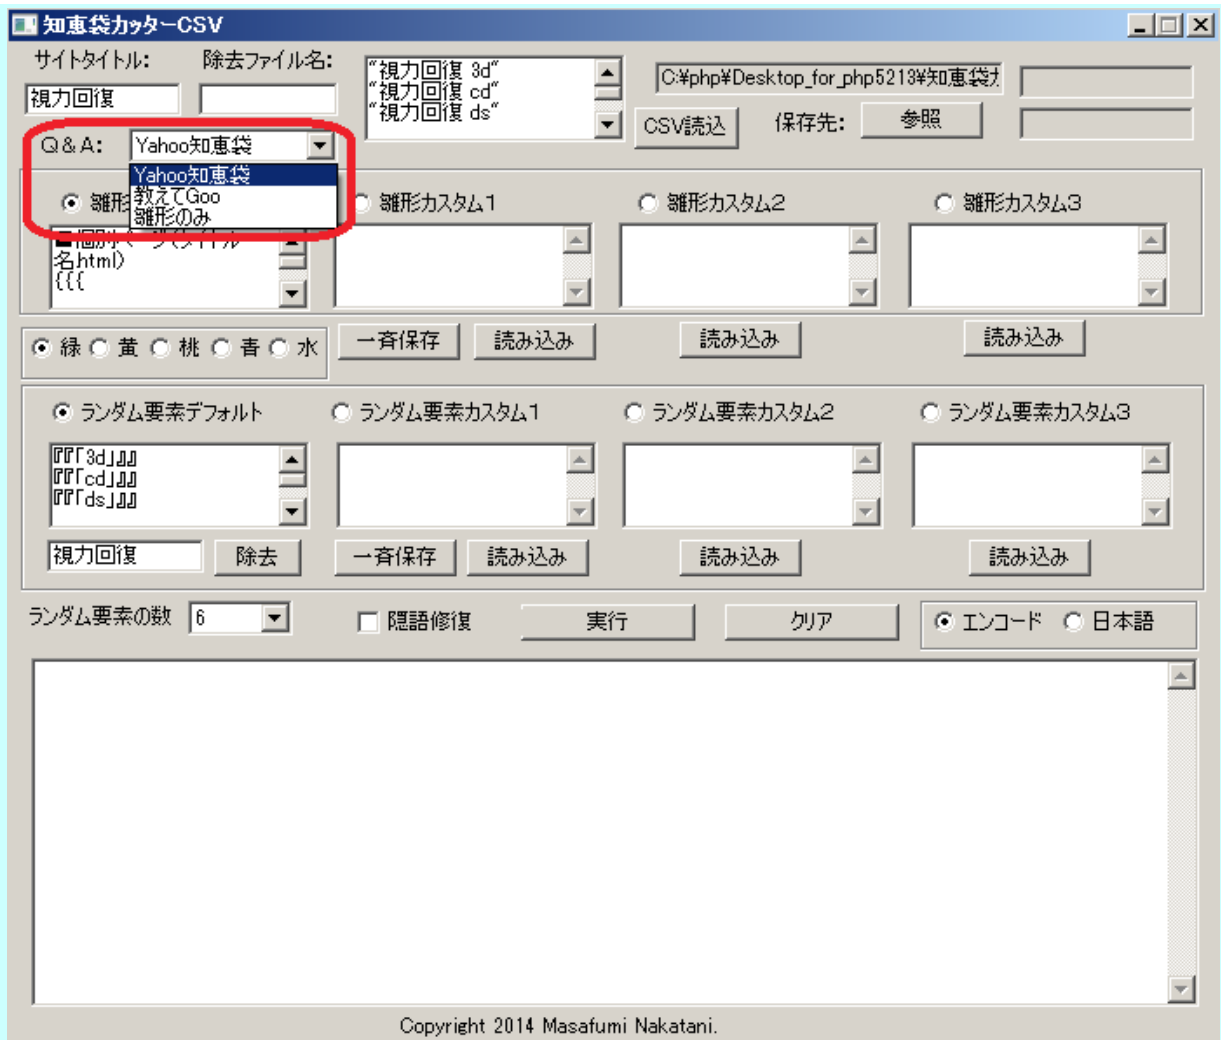 知恵袋カッターCSV
サイトタイトル:
除去ファイル名:
視力回復
"視力回復 3d"
"視力回復 cd"
"視力回復 ds"
C:¥php¥Desktop_for_php5213¥知恵袋
CSV読込
保存先:
参照
Q&A:
Yahoo知恵袋
Yahoo知恵袋
教えてGoo
雛形のみ
雛形
雛形カスタム1
雛形カスタム2
雛形カスタム3
名.html)
{{{
緑 黄 桃 青 水
一斉保存
読み込み
読み込み
読み込み
ランダム要素デフォルト
ランダム要素カスタム1
ランダム要素カスタム2
ランダム要素カスタム3
『『「3d」』』
『『「cd」』』
『『「ds」』』
視力回復
除去
一斉保存
読み込み
読み込み
読み込み
ランダム要素の数
6
隠語修復
実行
クリア
エンコード
日本語
Copyright 2014 Masafumi Nakatani.